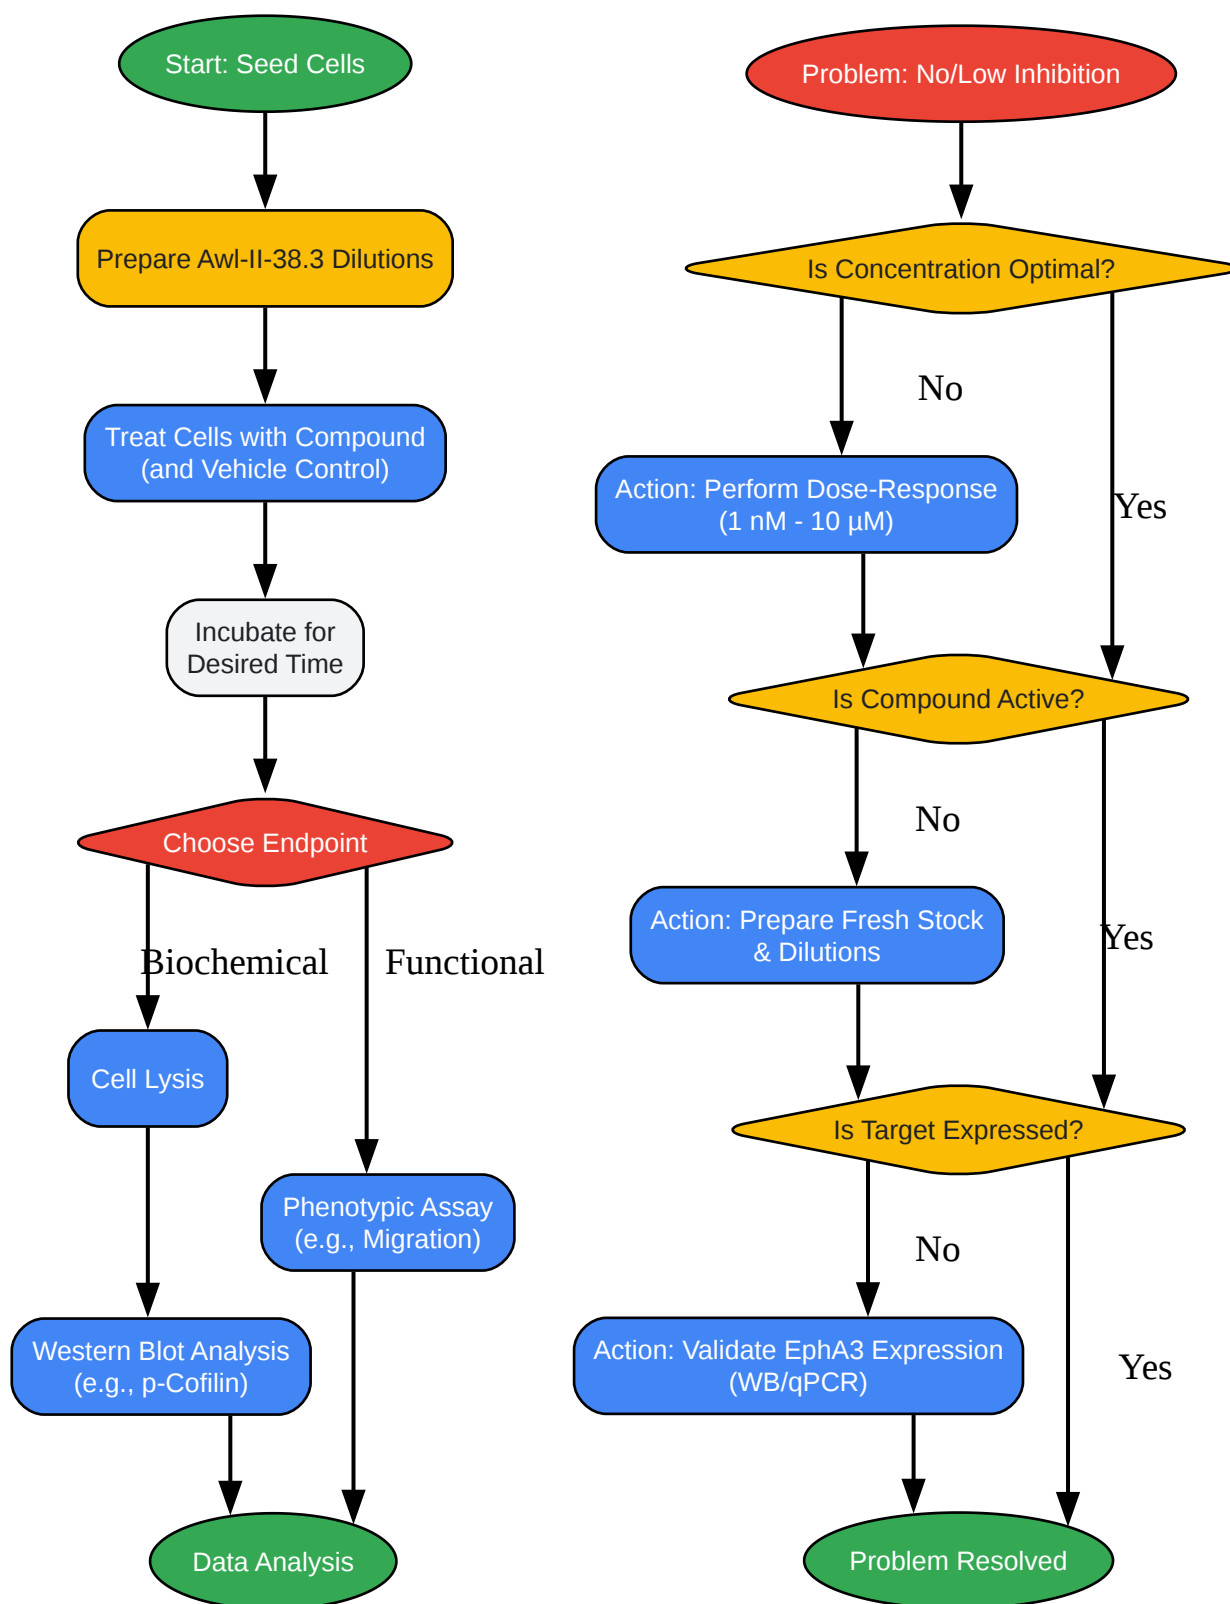 Start: Seed Cells
Prepare Awl-II-38.3 Dilutions
Treat Cells with Compound
(and Vehicle Control)
Incubate for
Desired Time
Choose Endpoint
Biochemical
Functional
Cell Lysis
Phenotypic Assay
(e.g., Migration)
Western Blot Analysis
(e.g., p-Cofilin)
Data Analysis
Problem: No/Low Inhibition
Is Concentration Optimal?
No
Yes
Action: Perform Dose-Response
(1 nM - 10 µM)
Is Compound Active?
No
Yes
Action: Prepare Fresh Stock
& Dilutions
Is Target Expressed?
No
Yes
Action: Validate EphA3 Expression
(WB/qPCR)
Problem Resolved